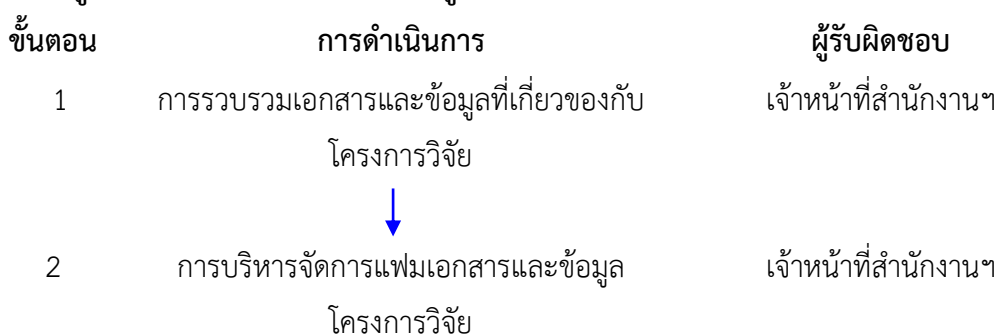 ขั้นตอน การดำเนินการ ผู้รับผิดชอบ
1 การรวบรวมเอกสารและข้อมูลที่เกี่ยวของกับ เจ้าหน้าที่สำนักงานฯ
โครงการวิจัย
2 การบริหารจัดการแฟมเอกสารและข้อมูล เจ้าหน้าที่สำนักงานฯ
โครงการวิจัย